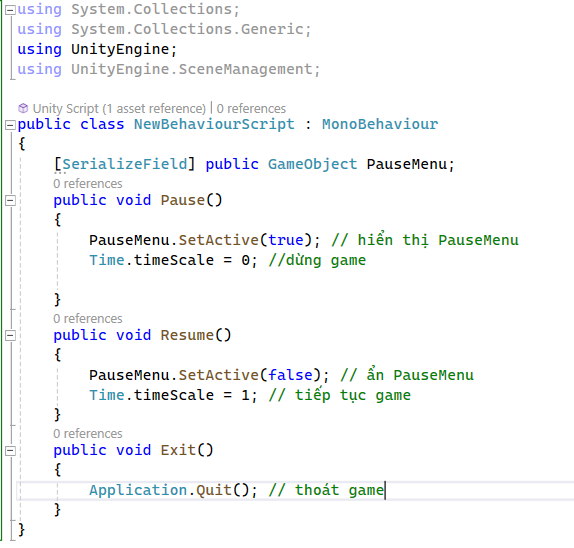 using System.Collections;
using System.Collections.Generic;
using UnityEngine;
using UnityEngine.SceneManagement;
Unity Script (1 asset reference) | 0 references
public class NewBehaviourScript : MonoBehaviour
{
[SerializeField] public GameObject PauseMenu;
0 references
public void Pause()
{
PauseMenu.SetActive(true); // hiển thị PauseMenu
Time.timeScale = 0; //dừng game
}
0 references
public void Resume()
{
PauseMenu.SetActive(false); // ẩn PauseMenu
Time.timeScale = 1; // tiếp tục game
}
0 references
public void Exit()
{
Application.Quit(); // thoát game
}
}